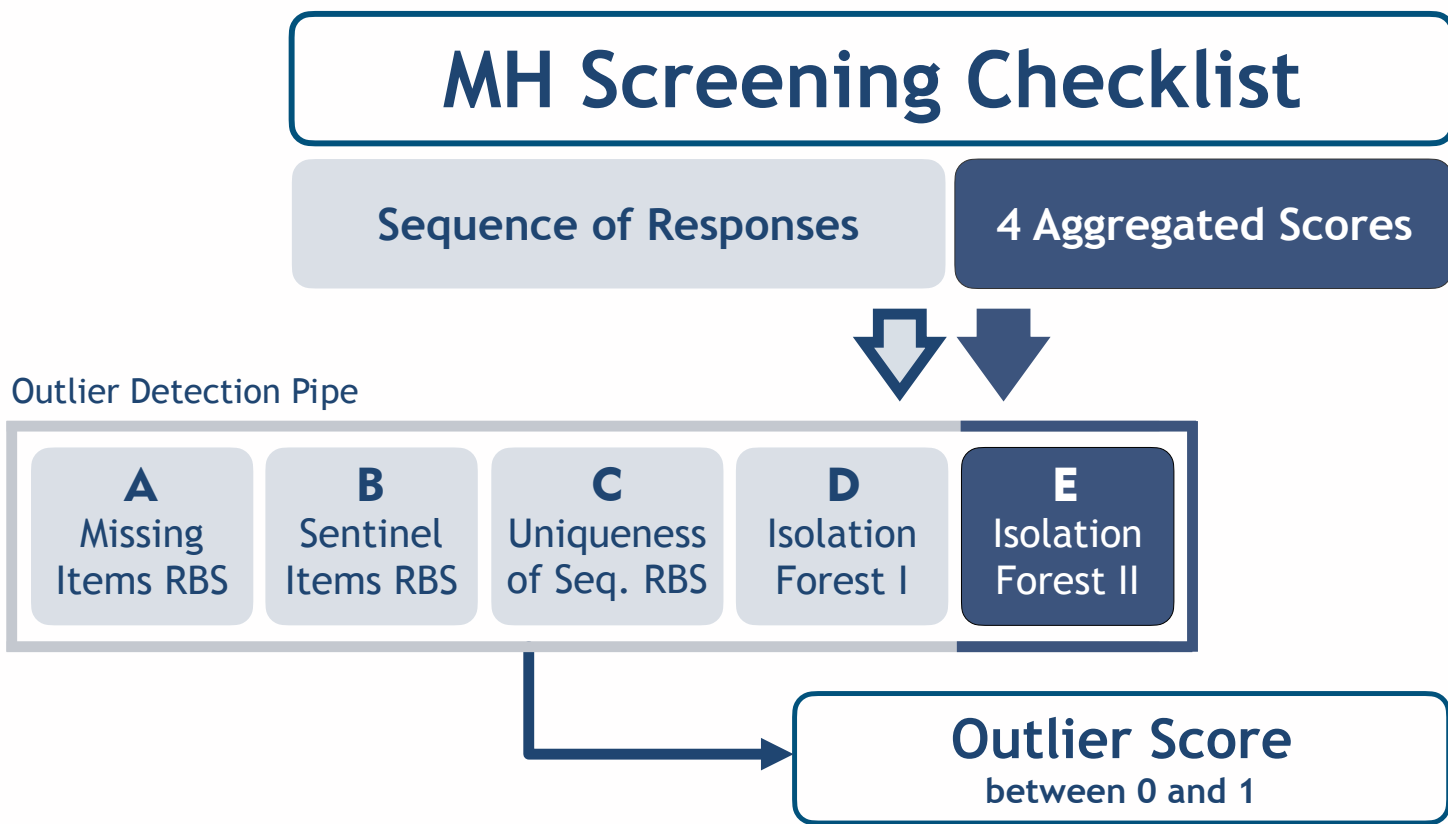 MH Screening Checklist
Sequence of Responses
4 Aggregated Scores
Outlier Detection Pipe
A
Missing
Items RBS
B
Sentinel
Items RBS
C
Uniqueness
of Seq. RBS
D
Isolation
Forest I
E
Isolation
Forest II
Outlier Score
between 0 and 1